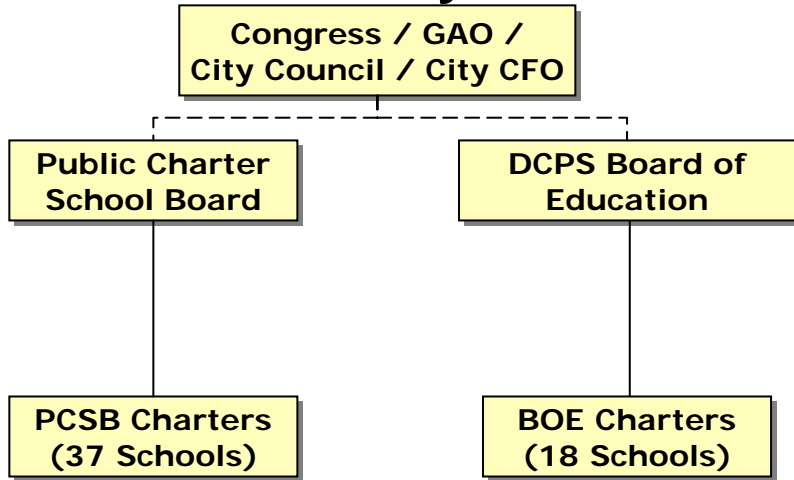 Congress / GAO /
City Council / City CFO
Public Charter
School Board
DCPS Board of
Education
PCSB Charters
(37 Schools)
BOE Charters
(18 Schools)